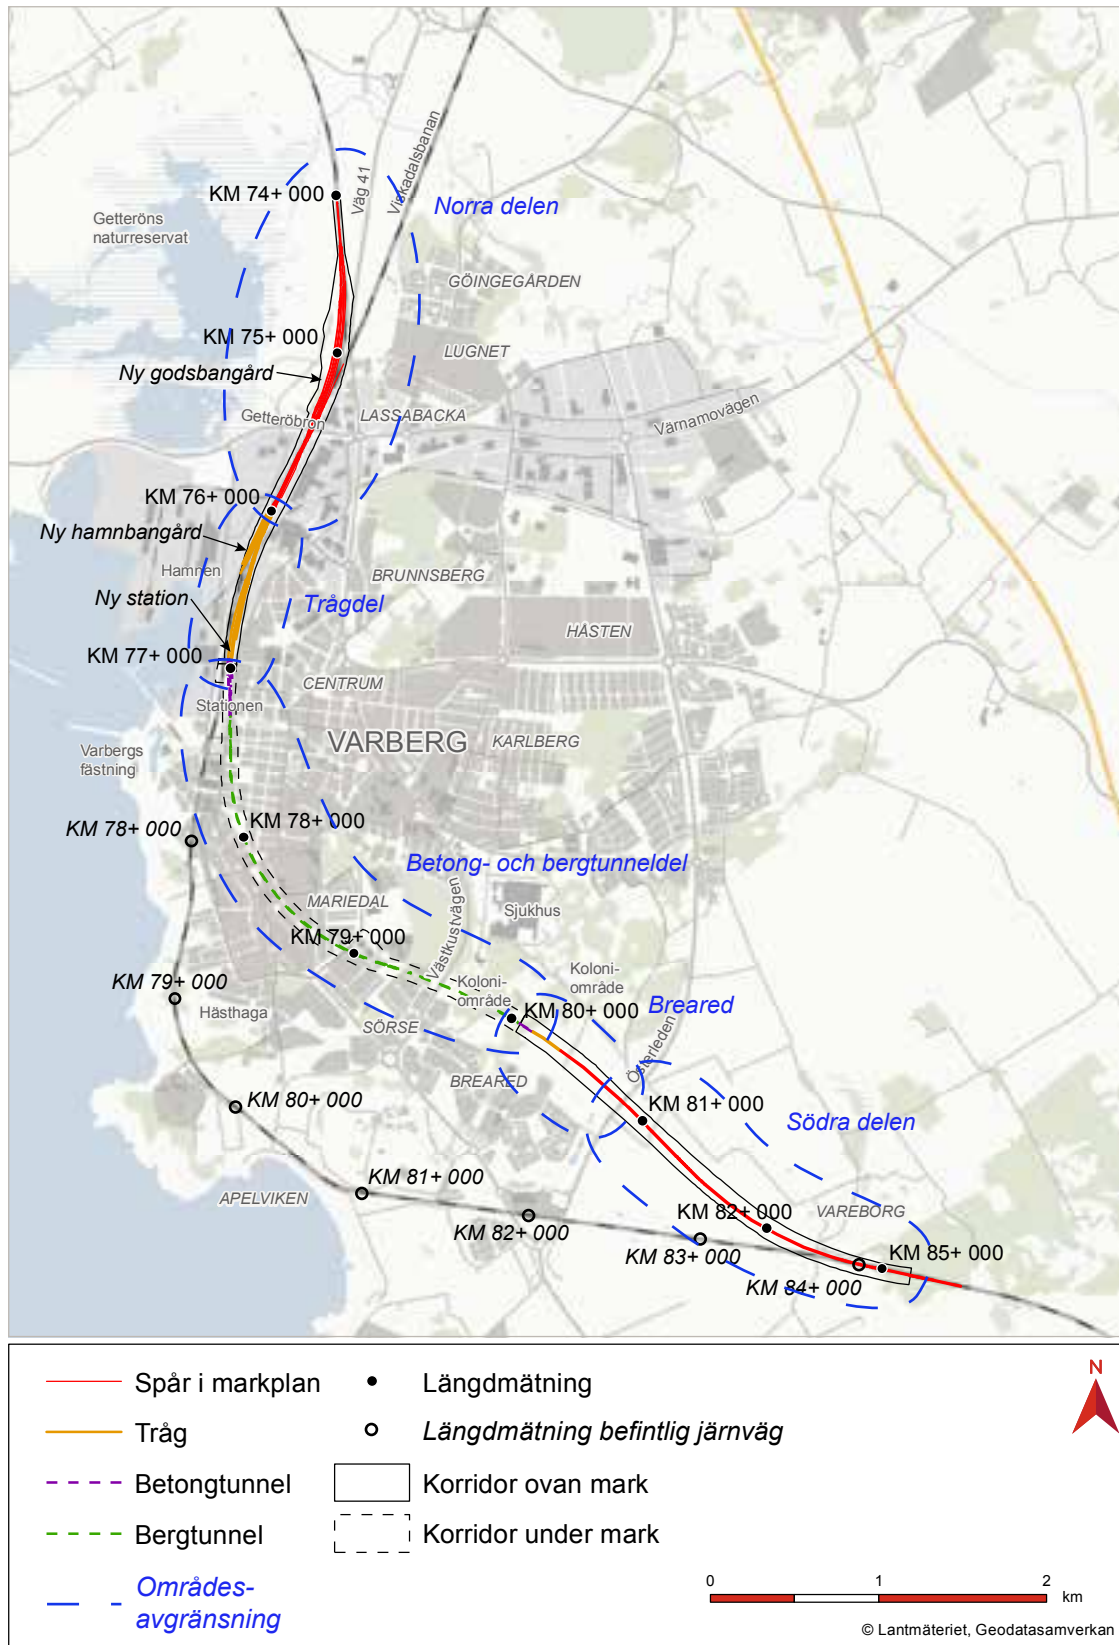 Väg 41
Viskadalsbanan
KM 74+ 000
Norra delen
Getteröns
naturreservat
GÖINGEGÅRDEN
KM 75+ 000
LUGNET
Ny godsbangård
Getteröbron
LASSABACKA
Värnamovägen
KM 76+ 000
Ny hamnbangård
Hamnen
BRUNNSBERG
Ny station
Trågdel
HÅSTEN
KM 77+ 000
CENTRUM
Stationen
VARBERG
KARLBERG
Varbergs
fästning
KM 78+ 000
KM 78+ 000
Betong- och bergtunneldel
MARIEDAL
Sjukhus
Västkustvägen
KM 79+ 000
KM 79+ 000
Hästhaga
Koloni-
område
Koloni-
område
Breared
SÖRSE
KM 80+ 000
Österleden
BREARED
KM 80+ 000
KM 81+ 000
Södra delen
APELVIKEN
KM 81+ 000
KM 82+ 000
VAREBORG
KM 82+ 000
KM 83+ 000
KM 85+ 000
KM 84+ 000
Spår i markplan
Längdmätning
N
Tråg
Längdmätning befintlig järnväg
Betongtunnel
Korridor ovan mark
Bergtunnel
Korridor under mark
Områdes-
avgränsning
0 1 2
km
© Lantmäteriet, Geodatasamverkan